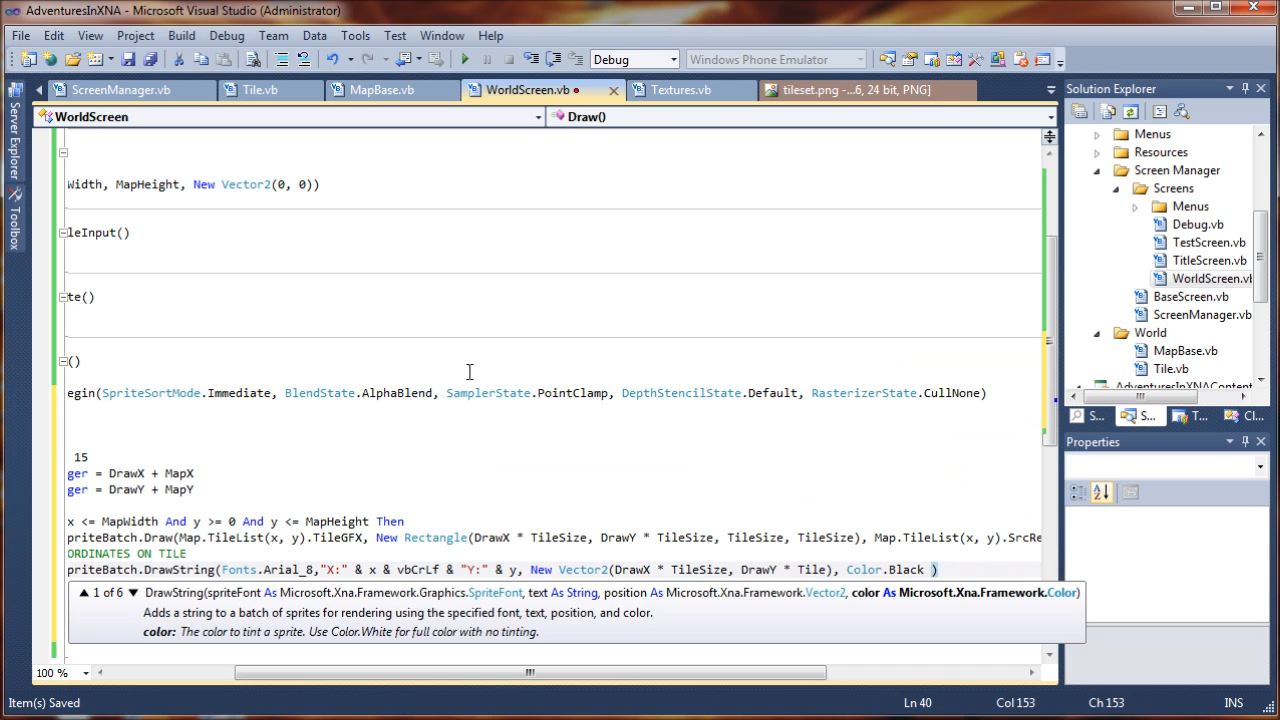 AdventuresInXNA - Microsoft Visual Studio (Administrator)
File Edit View Project Build Debug Team Data Tools Test Window Help
Debug Windows Phone Emulator
ScreenManager.vb Tile.vb MapBase.vb WorldScreen.vb Textures.vb tileset.png - ...6, 24 bit, PNG]
WorldScreen Draw()
Server Explorer
Toolbox
Width, MapHeight, New Vector2(0, 0))
leInput()
te()
()
egin(SpriteSortMode.Immediate, BlendState.AlphaBlend, SamplerState.PointClamp, DepthStencilState.Default, RasterizerState.CullNone)
15
ger = DrawX + MapX
ger = DrawY + MapY
x <= MapWidth And y >= 0 And y <= MapHeight Then
priteBatch.Draw(Map.TileList(x, y).TileGFX, New Rectangle(DrawX * TileSize, DrawY * TileSize, TileSize, TileSize), Map.TileList(x, y).SrcRe
ORDINATES ON TILE
priteBatch.DrawString(Fonts.Arial_8,"X:" & x & vbCrLf & "Y:" & y, New Vector2(DrawX * TileSize, DrawY * Tile), Color.Black )
1 of 6 DrawString(spriteFont As Microsoft.Xna.Framework.Graphics.SpriteFont, text As String, position As Microsoft.Xna.Framework.Vector2, color As Microsoft.Xna.Framework.Color)
Adds a string to a batch of sprites for rendering using the specified font, text, position, and color.
color: The color to tint a sprite. Use Color.White for full color with no tinting.
100 %
Solution Explorer
Menus
Resources
Screen Manager
Screens
Menus
Debug.vb
TestScreen.vb
TitleScreen.vb
WorldScreen.vb
BaseScreen.vb
ScreenManager.vb
World
MapBase.vb
Tile.vb
AdventuresInXNAContent
S... S... T... Cl...
Properties
Item(s) Saved Ln 40 Col 153 Ch 153 INS